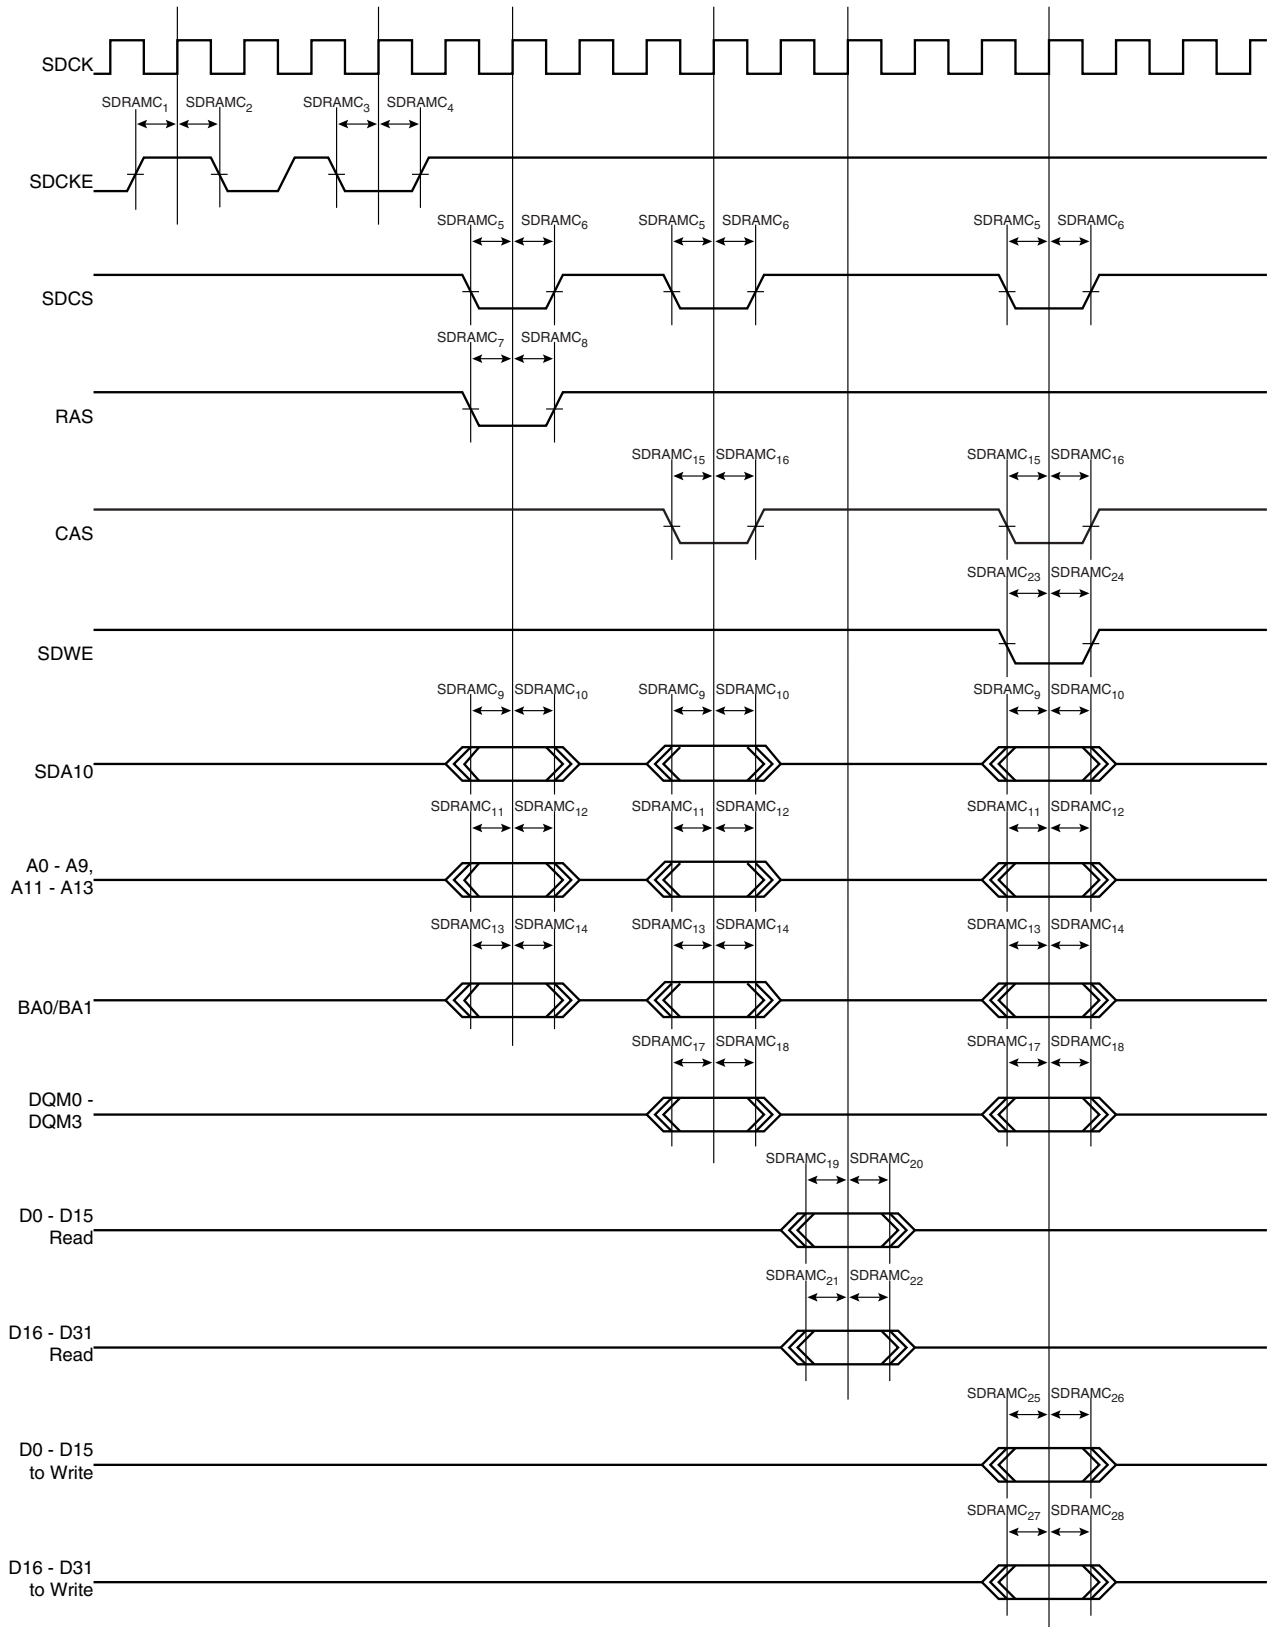 SDCK
SDRAMC1 SDRAMC2 SDRAMC3 SDRAMC4
SDCKE
SDRAMC5 SDRAMC6 SDRAMC5 SDRAMC6 SDRAMC5 SDRAMC6
SDCS
SDRAMC7 SDRAMC8
RAS
SDRAMC15 SDRAMC16 SDRAMC15 SDRAMC16
CAS
SDRAMC23 SDRAMC24
SDWE
SDRAMC9 SDRAMC10 SDRAMC9 SDRAMC10 SDRAMC9 SDRAMC10
SDA10
SDRAMC11 SDRAMC12 SDRAMC11 SDRAMC12 SDRAMC11 SDRAMC12
A0 - A9,
A11 - A13
SDRAMC13 SDRAMC14 SDRAMC13 SDRAMC14 SDRAMC13 SDRAMC14
BA0/BA1
SDRAMC17 SDRAMC18 SDRAMC17 SDRAMC18
DQM0 -
DQM3
SDRAMC19 SDRAMC20
D0 - D15
Read
SDRAMC21 SDRAMC22
D16 - D31
Read
SDRAMC25 SDRAMC26
D0 - D15
to Write
SDRAMC27 SDRAMC28
D16 - D31
to Write